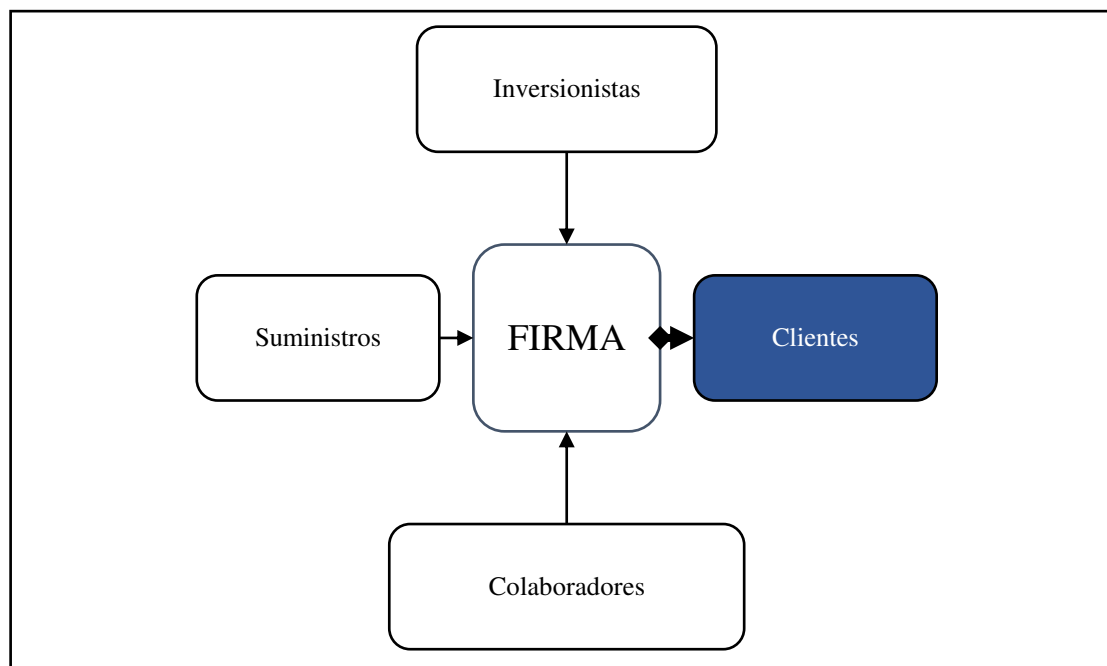 Inversionistas
Suministros
FIRMA
Clientes
Colaboradores